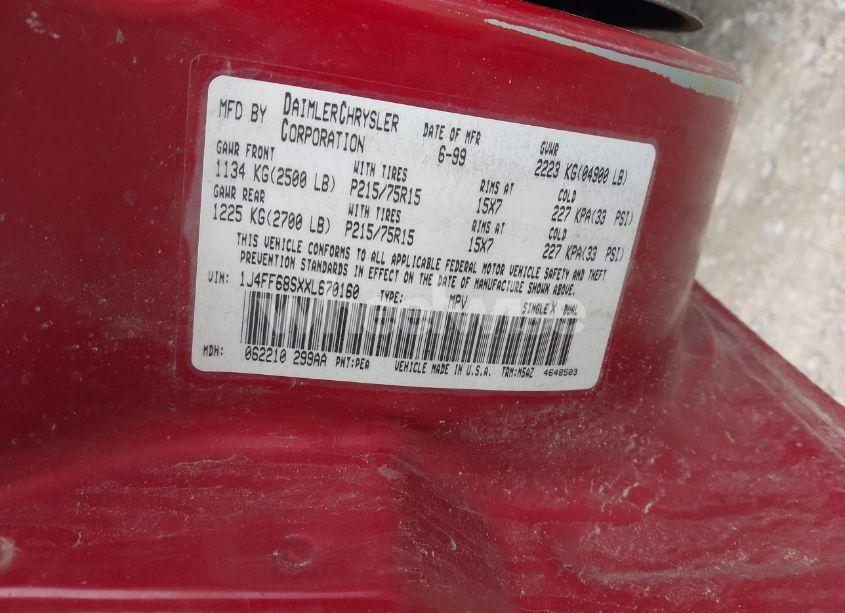 MFD BY DAIMLERCHRYSLER CORPORATION DATE OF MFR 6-99 GVWR 2223 KG(04900 LB)
GAWR FRONT WITH TIRES RIMS AT COLD
1134 KG(2500 LB) P215/75R15 15X7 227 KPA(33 PSI)
GAWR REAR WITH TIRES RIMS AT COLD
1225 KG(2700 LB) P215/75R15 15X7 227 KPA(33 PSI)
THIS VEHICLE CONFORMS TO ALL APPLICABLE FEDERAL MOTOR VEHICLE SAFETY AND THEFT
PREVENTION STANDARDS IN EFFECT ON THE DATE OF MANUFACTURE SHOWN ABOVE.
VIN: 1J4FF68SXXL670160 TYPE: MPV SINGLE X DUAL
MDH: 062210 299AA PNT:PEA VEHICLE MADE IN U.S.A. TRM:M5AZ 4648503